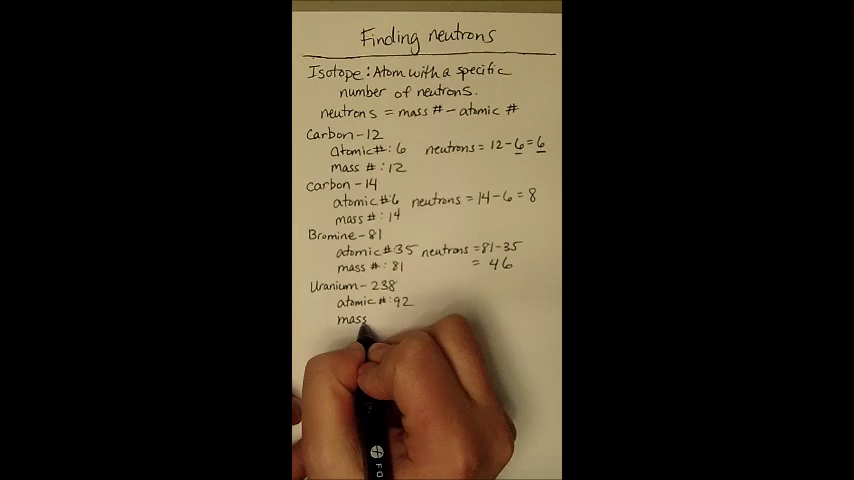 Finding neutrons
Isotope: Atom with a specific
number of neutrons.
neutrons = mass # - atomic #
Carbon-12
atomic#: 6 neutrons = 12-6=6
mass #: 12
Carbon-14
atomic#:6 neutrons = 14-6 = 8
mass #: 14
Bromine-81
atomic#:35 neutrons =81-35
mass #: 81 = 46
Uranium-238
atomic#:92
mass
FO